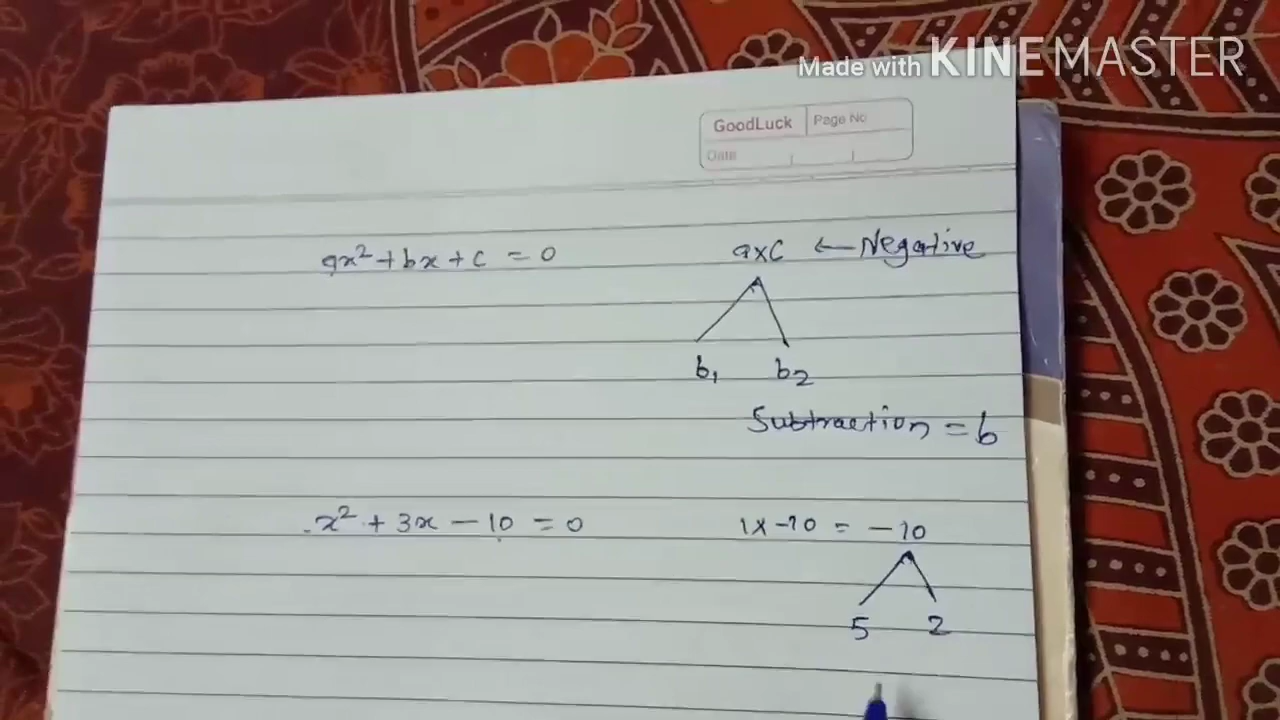 Made with KINEMASTER
GoodLuck Page No
Date
ax² + bx + c = 0
a×c ← Negative
b₁ b₂
Subtraction = b
x² + 3x - 10 = 0
1×-10 = -10
5 2